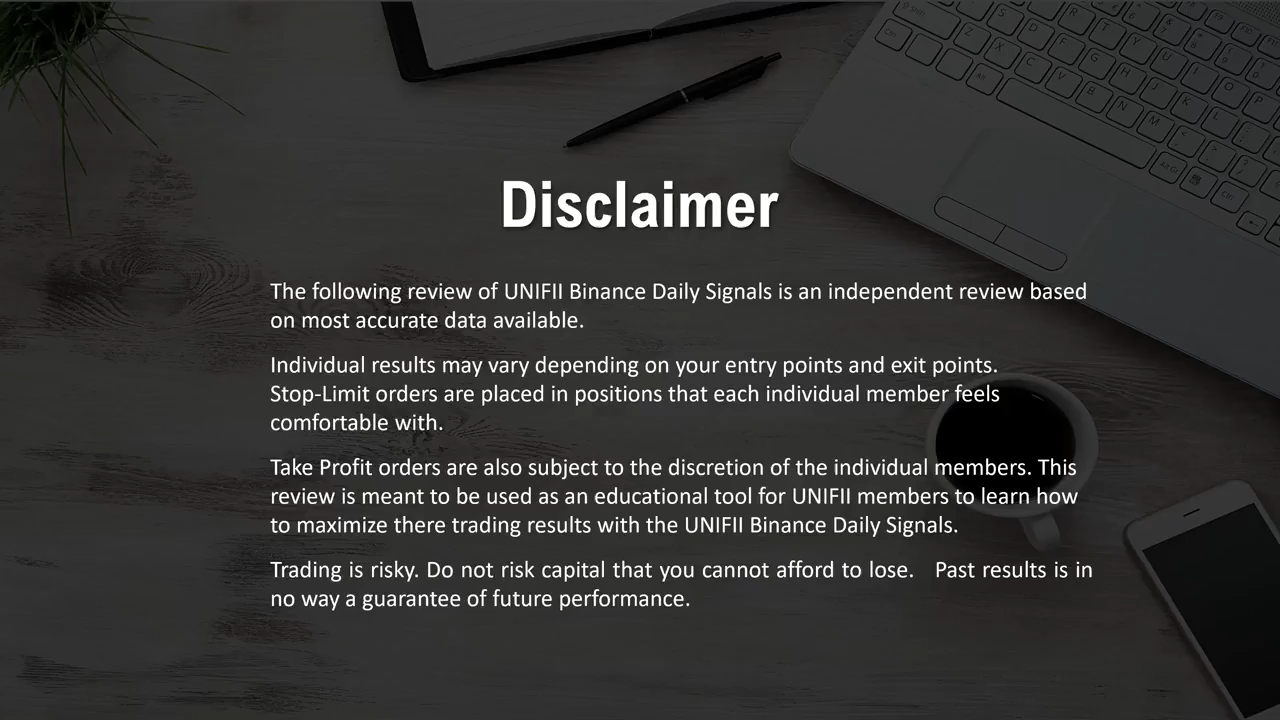 Disclaimer
The following review of UNIFII Binance Daily Signals is an independent review based
on most accurate data available.
Individual results may vary depending on your entry points and exit points.
Stop-Limit orders are placed in positions that each individual member feels
comfortable with.
Take Profit orders are also subject to the discretion of the individual members. This
review is meant to be used as an educational tool for UNIFII members to learn how
to maximize there trading results with the UNIFII Binance Daily Signals.
Trading is risky. Do not risk capital that you cannot afford to lose. Past results is in
no way a guarantee of future performance.